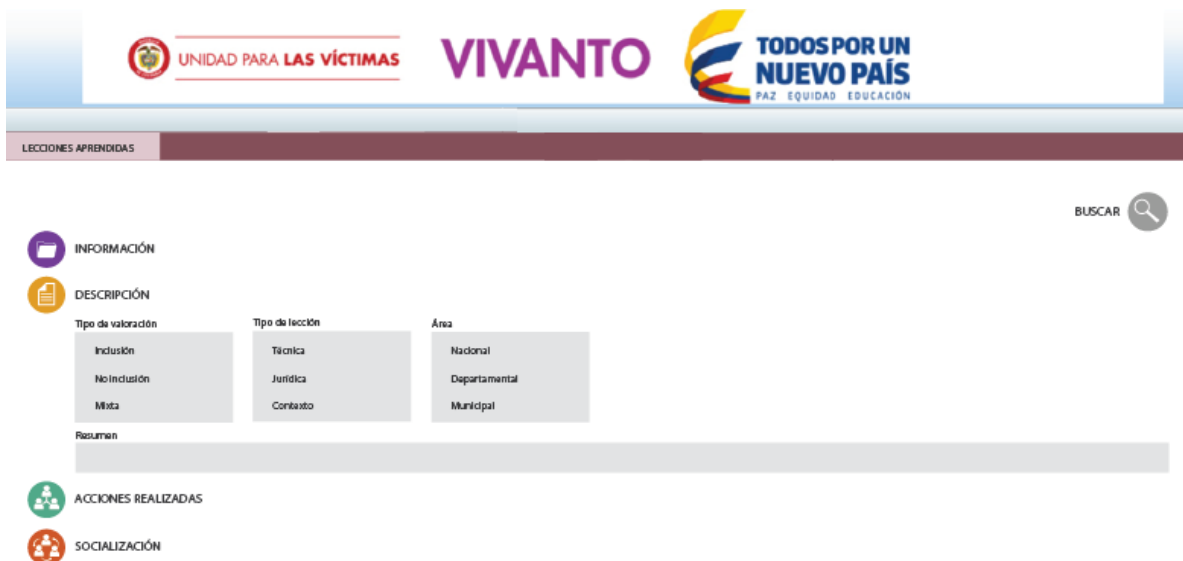 UNIDAD PARA LAS VÍCTIMAS
VIVANTO
TODOS POR UN
NUEVO PAÍS
PAZ EQUIDAD EDUCACIÓN
LECCIONES APRENDIDAS
BUSCAR
INFORMACIÓN
DESCRIPCIÓN
Tipo de valoración Tipo de lección Área
Inclusión Técnica Nacional
No Inclusión Jurídica Departamental
Mixta Contexto Municipal
Resumen
ACCIONES REALIZADAS
SOCIALIZACIÓN